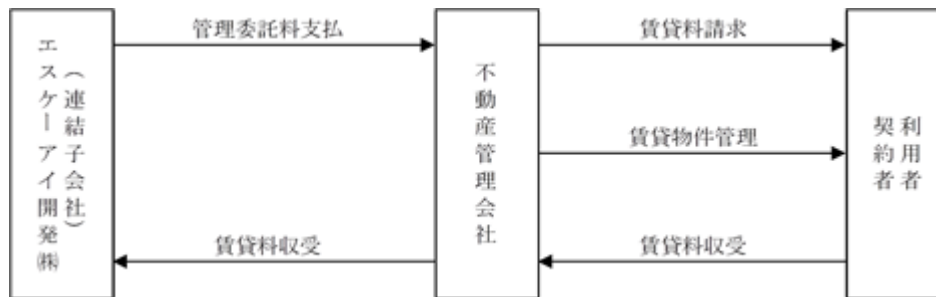 エスケーアイ開発㈱
（連結子会社）
管理委託料支払
賃貸料収受
不動産管理会社
賃貸料請求
賃貸物件管理
賃貸料収受
利用者
契約者